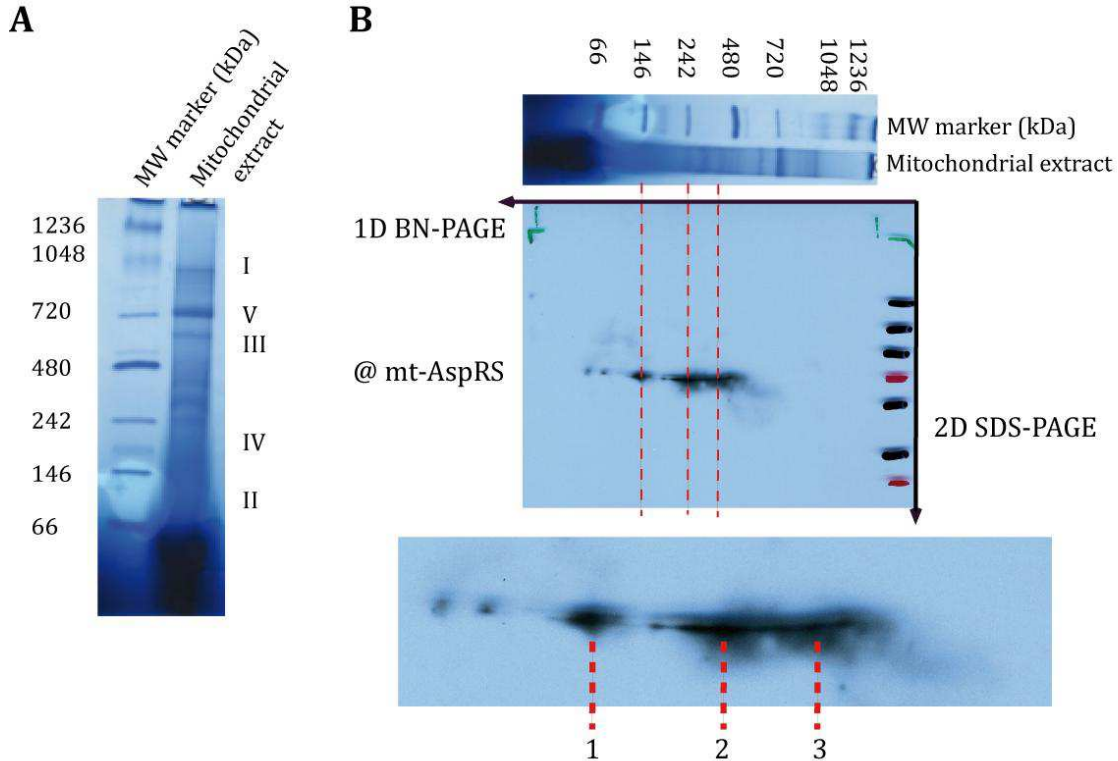 A
MW marker (kDa)
Mitochondrial
extract
1236
1048
720
480
242
146
66
I
V
III
IV
II
B
66
146
242
480
720
1048
1236
MW marker (kDa)
Mitochondrial extract
1D BN-PAGE
@ mt-AspRS
2D SDS-PAGE
1
2
3